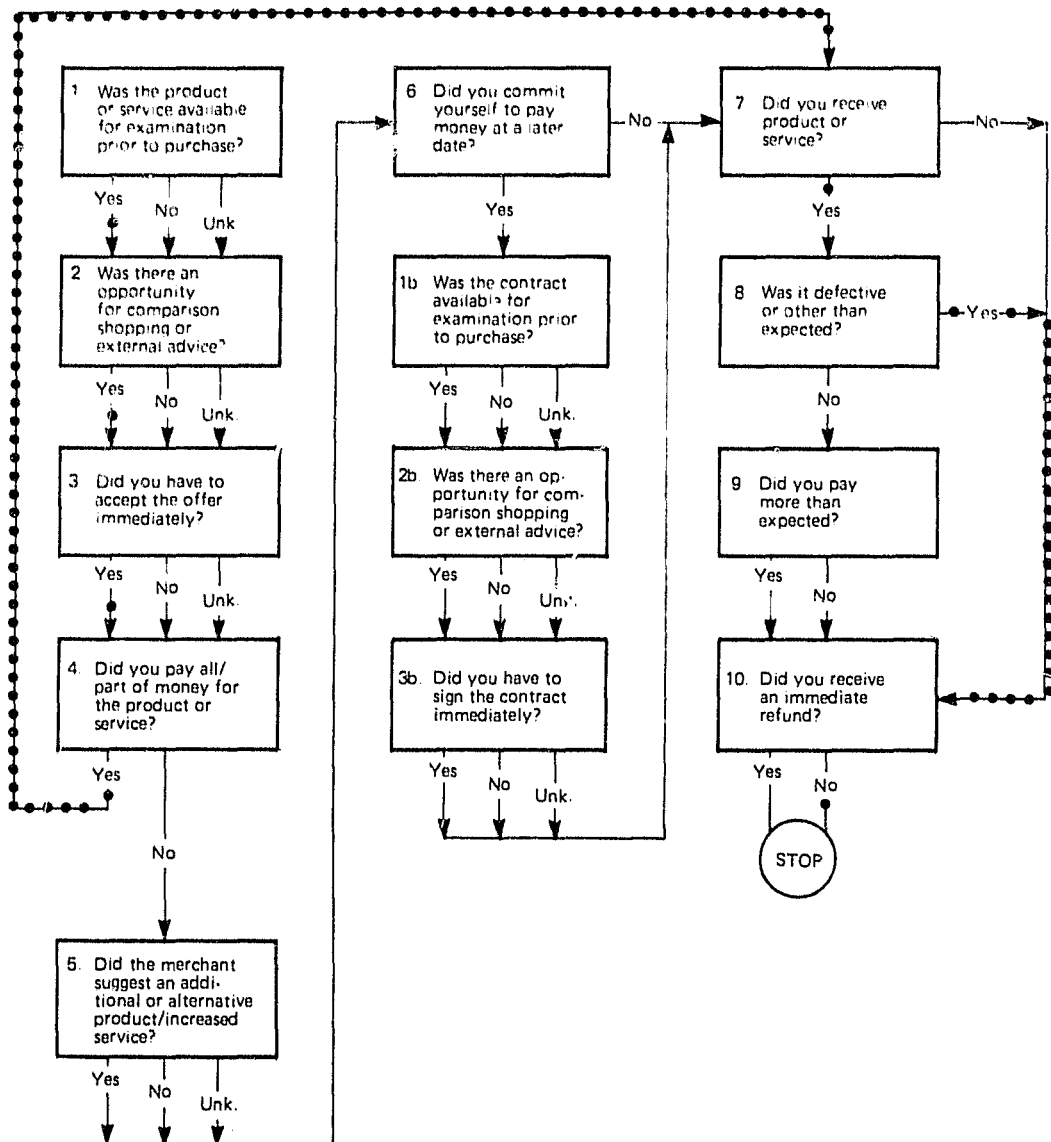 1 Was the product
or service available
for examination
prior to purchase?
Yes
No
Unk
2 Was there an
opportunity
for comparison
shopping or
external advice?
Yes
No
Unk.
3 Did you have to
accept the offer
immediately?
Yes
No
Unk.
4. Did you pay all/
part of money for
the product or
service?
Yes
No
5. Did the merchant
suggest an addi-
tional or alternative
product/increased
service?
Yes
No
Unk.
6 Did you commit
yourself to pay
money at a later
date?
No
Yes
1b Was the contract
available for
examination prior
to purchase?
Yes
No
Unk.
2b. Was there an op-
portunity for com-
parison shopping
or external advice?
Yes
No
Unk.
3b. Did you have to
sign the contract
immediately?
Yes
No
Unk.
7 Did you receive
product or
service?
No
Yes
8 Was it defective
or other than
expected?
Yes
No
9 Did you pay
more than
expected?
Yes
No
10. Did you receive
an immediate
refund?
Yes
No
STOP